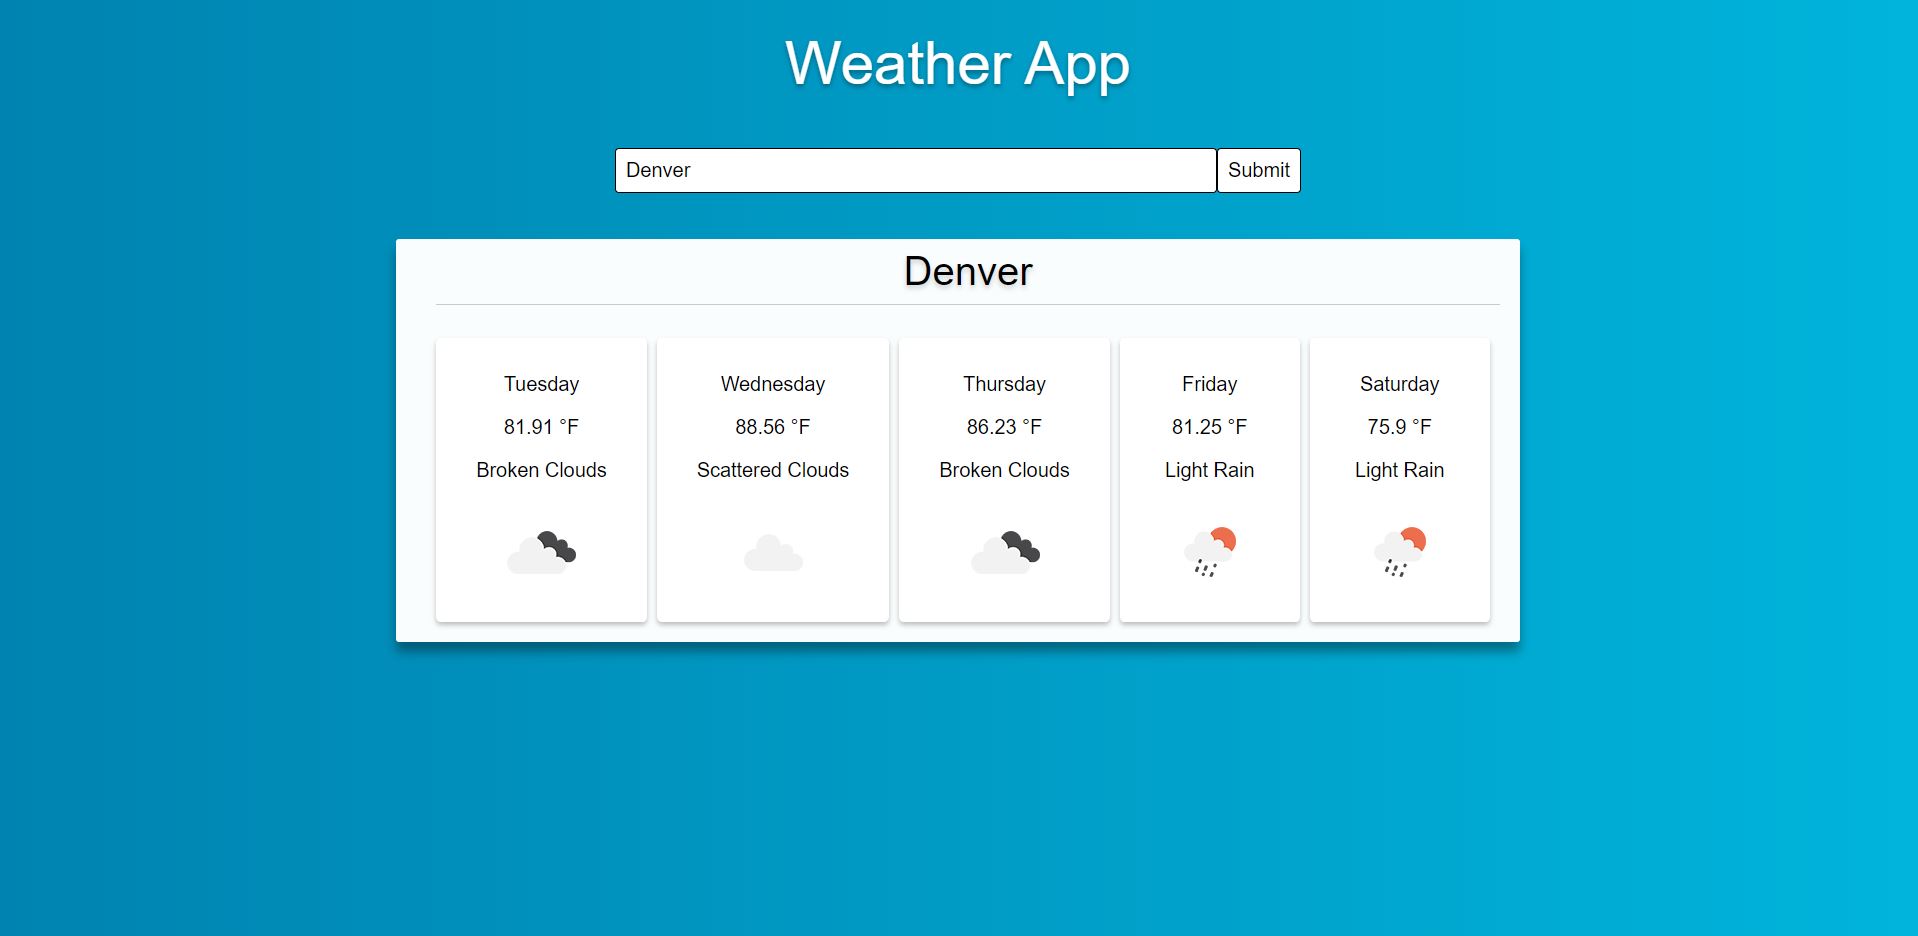 Weather App
Denver
Submit
Denver
Tuesday
81.91 °F
Broken Clouds
Wednesday
88.56 °F
Scattered Clouds
Thursday
86.23 °F
Broken Clouds
Friday
81.25 °F
Light Rain
Saturday
75.9 °F
Light Rain